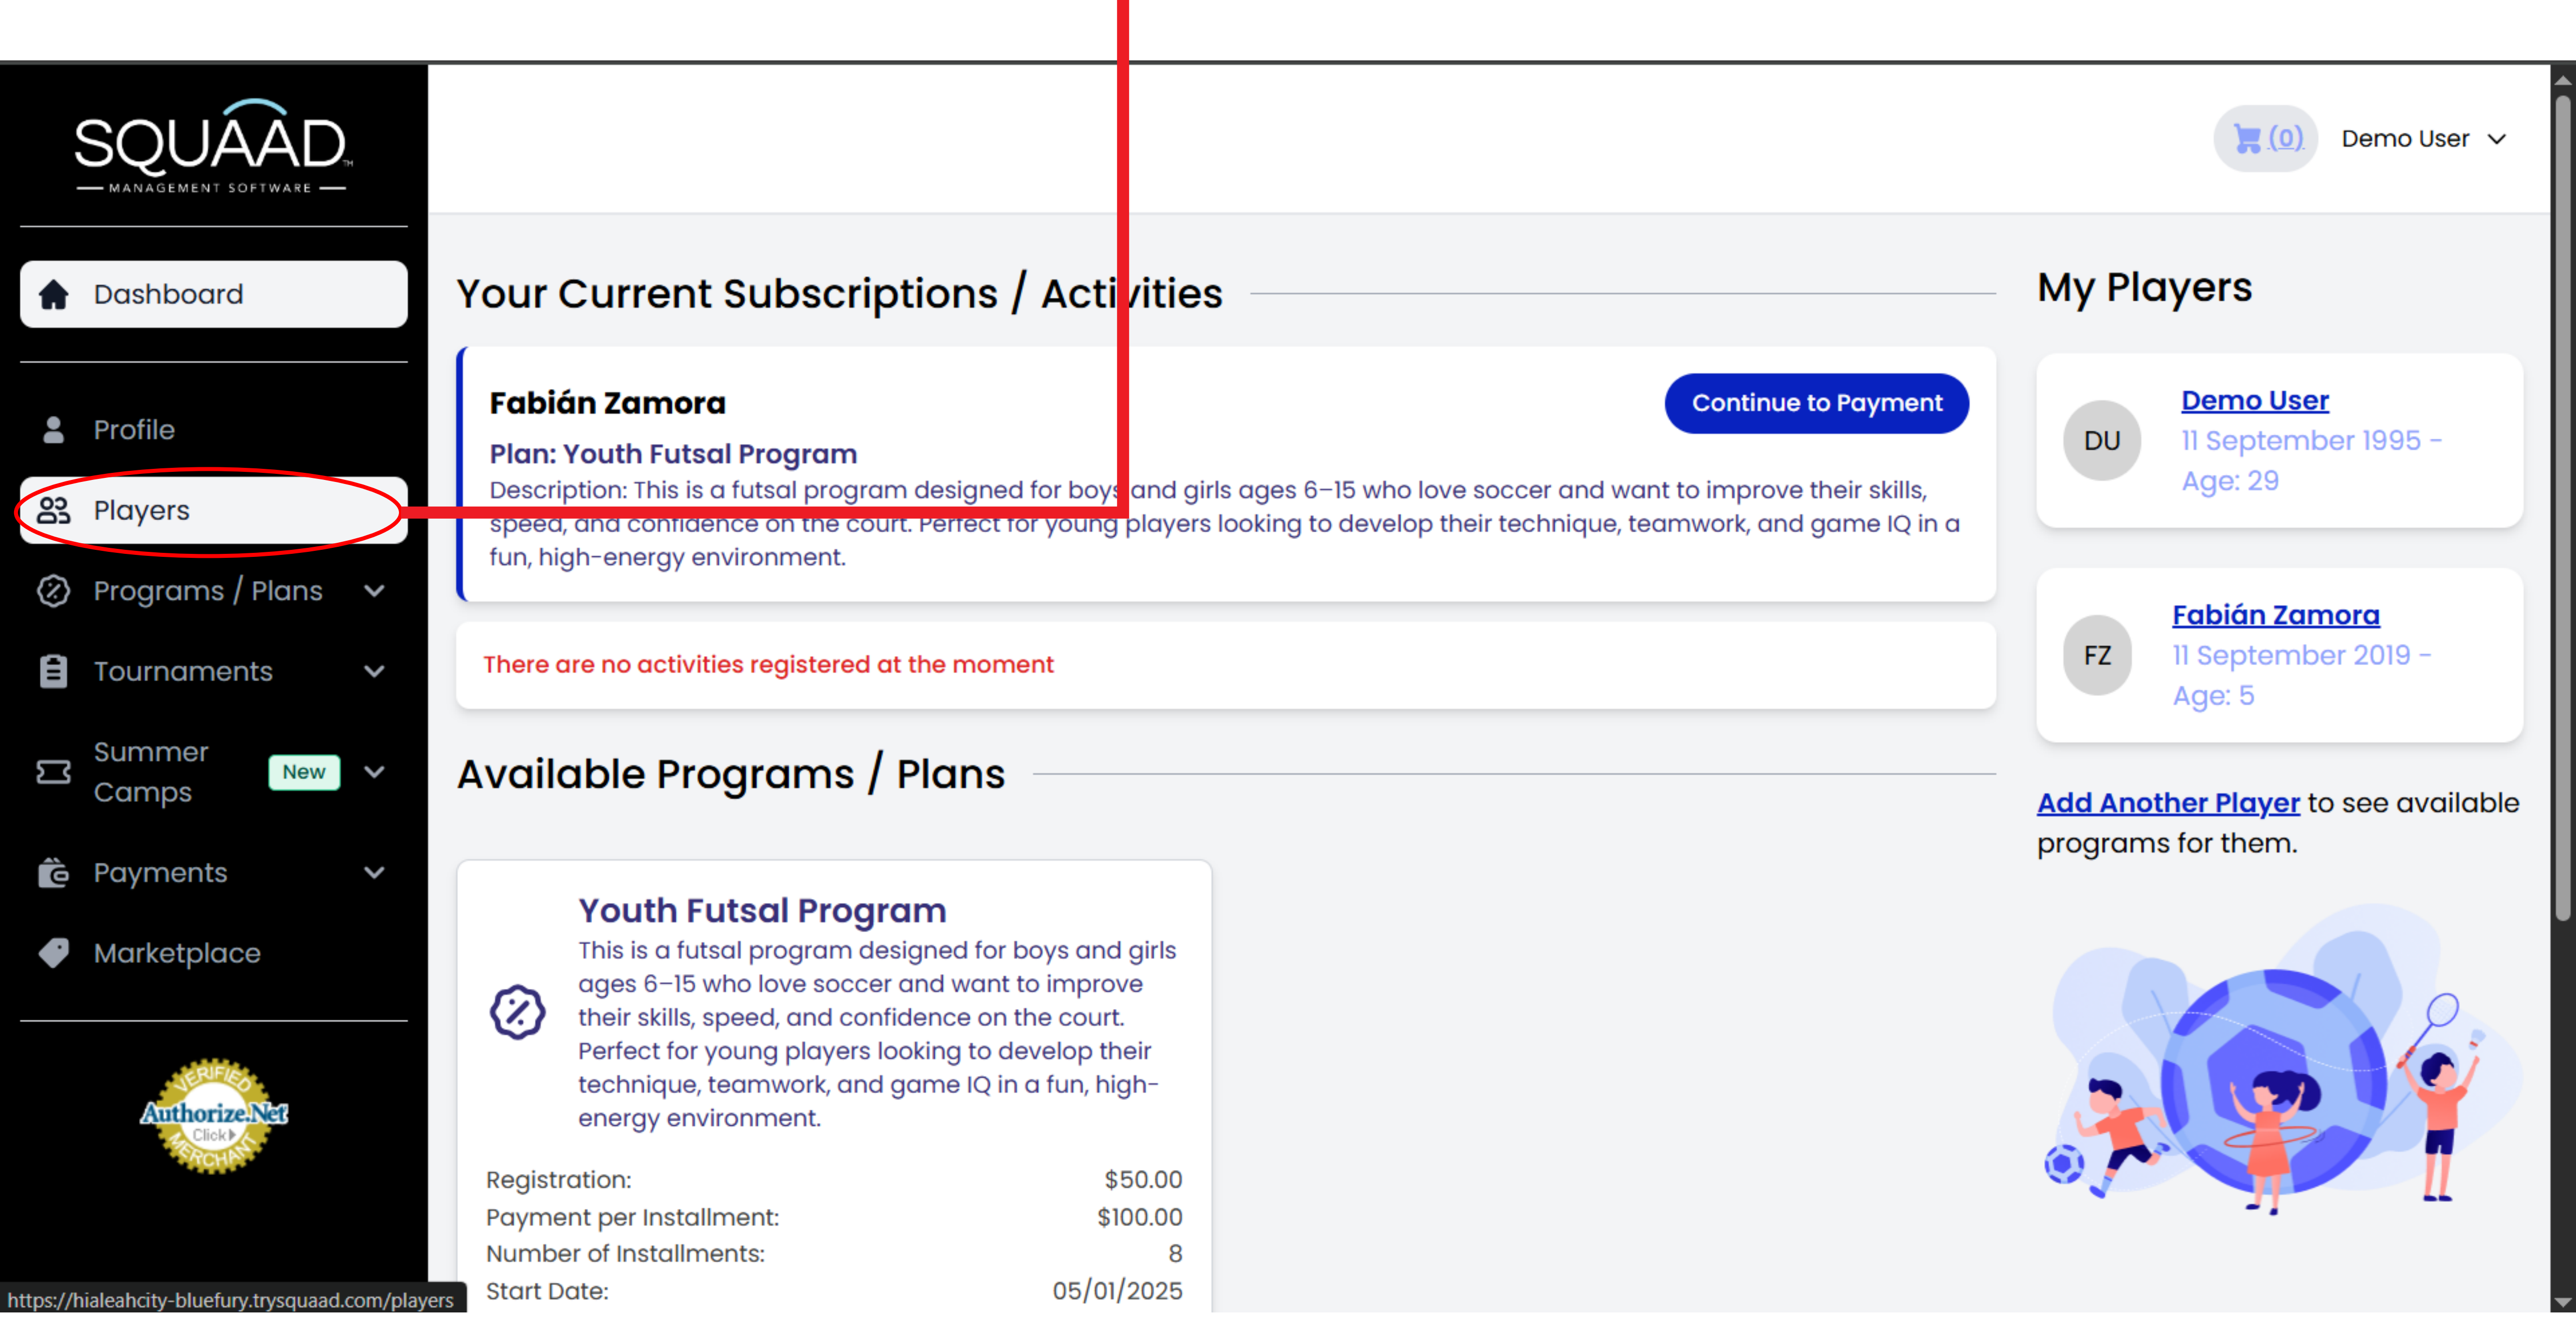 SQUAAD™
MANAGEMENT SOFTWARE
Dashboard
Profile
Players
Programs / Plans
Tournaments
Summer
Camps
New
Payments
Marketplace
VERIFIED
Authorize.Net
Click
MERCHANT
https://hialeahcity-bluefury.trysquaad.com/players
(0)
Demo User
Your Current Subscriptions / Activities
Fabián Zamora
Continue to Payment
Plan: Youth Futsal Program
Description: This is a futsal program designed for boys and girls ages 6–15 who love soccer and want to improve their skills,
speed, and confidence on the court. Perfect for young players looking to develop their technique, teamwork, and game IQ in a
fun, high-energy environment.
There are no activities registered at the moment
Available Programs / Plans
Youth Futsal Program
This is a futsal program designed for boys and girls
ages 6–15 who love soccer and want to improve
their skills, speed, and confidence on the court.
Perfect for young players looking to develop their
technique, teamwork, and game IQ in a fun, high-
energy environment.
Registration: $50.00
Payment per Installment: $100.00
Number of Installments: 8
Start Date: 05/01/2025
My Players
DU
Demo User
11 September 1995 -
Age: 29
FZ
Fabián Zamora
11 September 2019 -
Age: 5
Add Another Player to see available
programs for them.